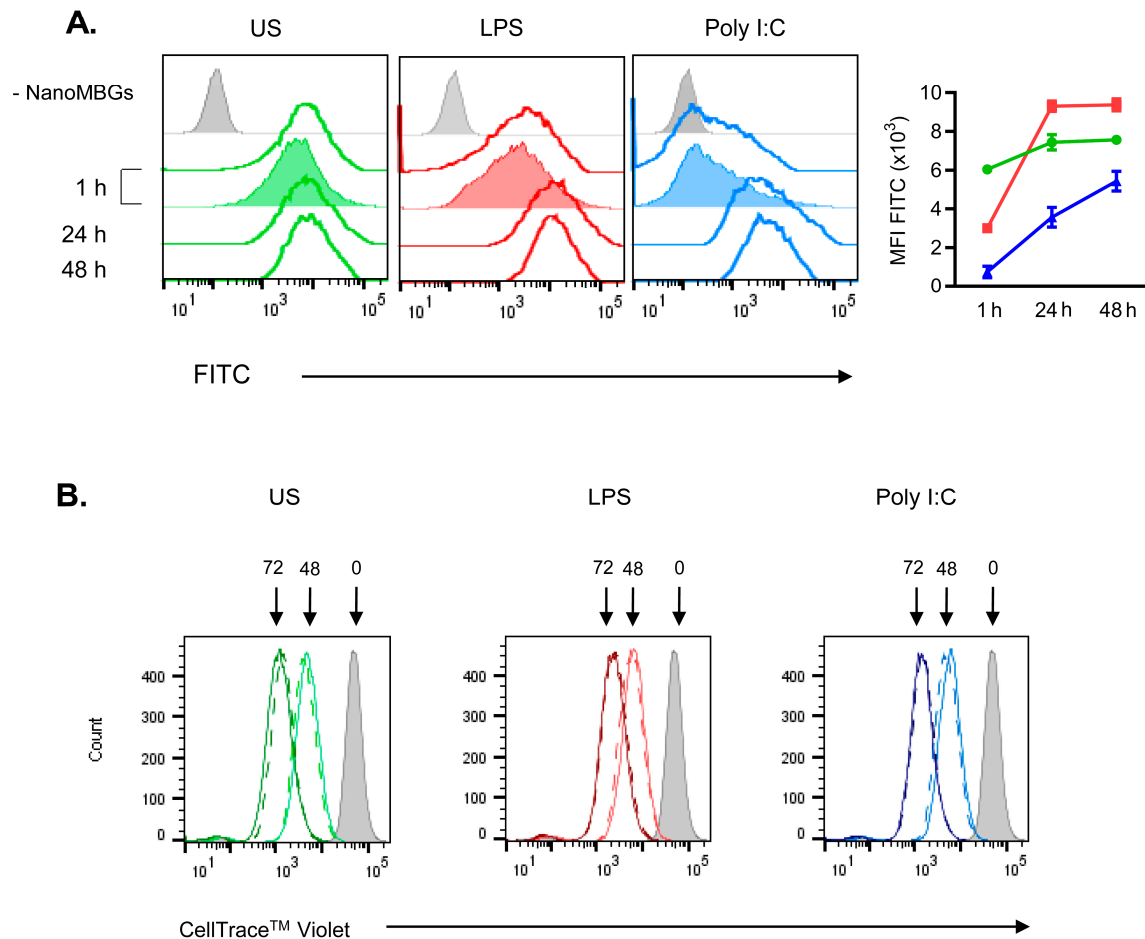 A.
US
LPS
Poly I:C
- NanoMBGs
1 h
24 h
48 h
10¹ 10³ 10⁵
10¹ 10³ 10⁵
10¹ 10³ 10⁵
FITC
MFI FITC (x10³)
10
8
6
4
2
0
1 h 24 h 48 h
B.
US
LPS
Poly I:C
72 48 0
72 48 0
72 48 0
Count
400
300
200
100
0
10¹ 10³ 10⁵
400
300
200
100
0
10¹ 10³ 10⁵
400
300
200
100
0
10¹ 10³ 10⁵
CellTrace™ Violet